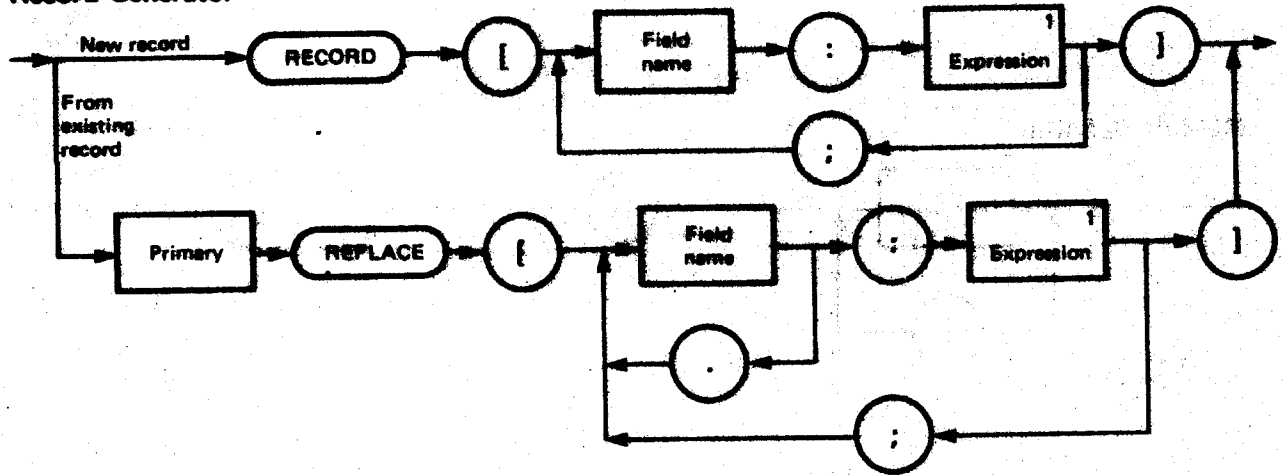 Record Generator
New record
RECORD
[
Field
name
:
1
Expression
]
From
existing
record
;
Primary
REPLACE
[
Field
name
:
1
Expression
]
.
;